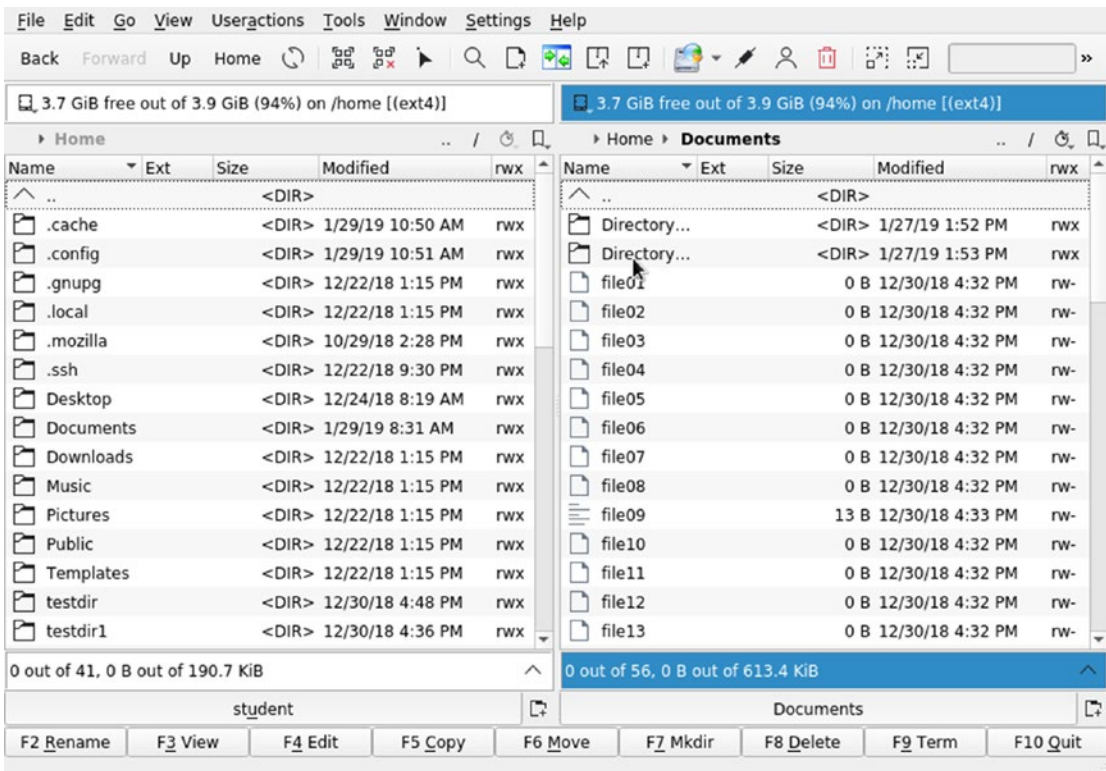 File Edit Go View Useractions Tools Window Settings Help
Back Forward Up Home »
3.7 GiB free out of 3.9 GiB (94%) on /home [(ext4)]
Home .. /
Name Ext Size Modified rwx
.. <DIR>
.cache <DIR> 1/29/19 10:50 AM rwx
.config <DIR> 1/29/19 10:51 AM rwx
.gnupg <DIR> 12/22/18 1:15 PM rwx
.local <DIR> 12/22/18 1:15 PM rwx
.mozilla <DIR> 10/29/18 2:28 PM rwx
.ssh <DIR> 12/22/18 9:30 PM rwx
Desktop <DIR> 12/24/18 8:19 AM rwx
Documents <DIR> 1/29/19 8:31 AM rwx
Downloads <DIR> 12/22/18 1:15 PM rwx
Music <DIR> 12/22/18 1:15 PM rwx
Pictures <DIR> 12/22/18 1:15 PM rwx
Public <DIR> 12/22/18 1:15 PM rwx
Templates <DIR> 12/22/18 1:15 PM rwx
testdir <DIR> 12/30/18 4:48 PM rwx
testdir1 <DIR> 12/30/18 4:36 PM rwx
0 out of 41, 0 B out of 190.7 KiB
student
3.7 GiB free out of 3.9 GiB (94%) on /home [(ext4)]
Home Documents .. /
Name Ext Size Modified rwx
.. <DIR>
Directory... <DIR> 1/27/19 1:52 PM rwx
Directory... <DIR> 1/27/19 1:53 PM rwx
file01 0 B 12/30/18 4:32 PM rw-
file02 0 B 12/30/18 4:32 PM rw-
file03 0 B 12/30/18 4:32 PM rw-
file04 0 B 12/30/18 4:32 PM rw-
file05 0 B 12/30/18 4:32 PM rw-
file06 0 B 12/30/18 4:32 PM rw-
file07 0 B 12/30/18 4:32 PM rw-
file08 0 B 12/30/18 4:32 PM rw-
file09 13 B 12/30/18 4:33 PM rw-
file10 0 B 12/30/18 4:32 PM rw-
file11 0 B 12/30/18 4:32 PM rw-
file12 0 B 12/30/18 4:32 PM rw-
file13 0 B 12/30/18 4:32 PM rw-
0 out of 56, 0 B out of 613.4 KiB
Documents
F2 Rename F3 View F4 Edit F5 Copy F6 Move F7 Mkdir F8 Delete F9 Term F10 Quit